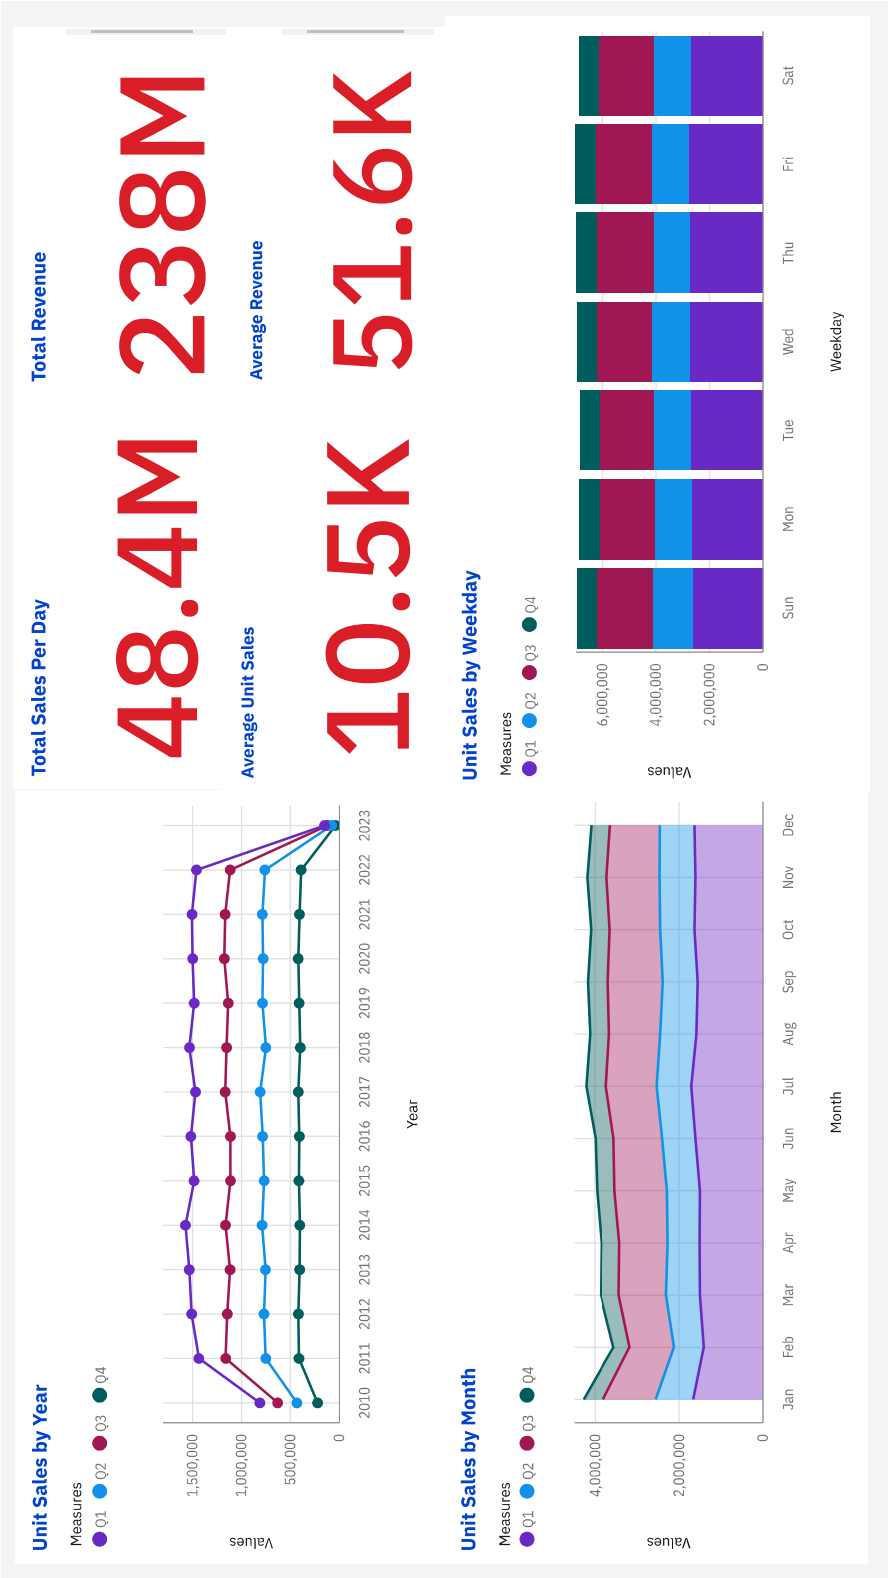 Unit Sales by Year
Measures
Q1 Q2 Q3 Q4
Values
1,500,000
1,000,000
500,000
0
2010 2011 2012 2013 2014 2015 2016 2017 2018 2019 2020 2021 2022 2023
Year
Total Sales Per Day
48.4M
Total Revenue
238M
Average Unit Sales
10.5K
Average Revenue
51.6K
Unit Sales by Month
Measures
Q1 Q2 Q3 Q4
Values
4,000,000
2,000,000
0
Jan Feb Mar Apr May Jun Jul Aug Sep Oct Nov Dec
Month
Unit Sales by Weekday
Measures
Q1 Q2 Q3 Q4
Values
6,000,000
4,000,000
2,000,000
0
Sun Mon Tue Wed Thu Fri Sat
Weekday